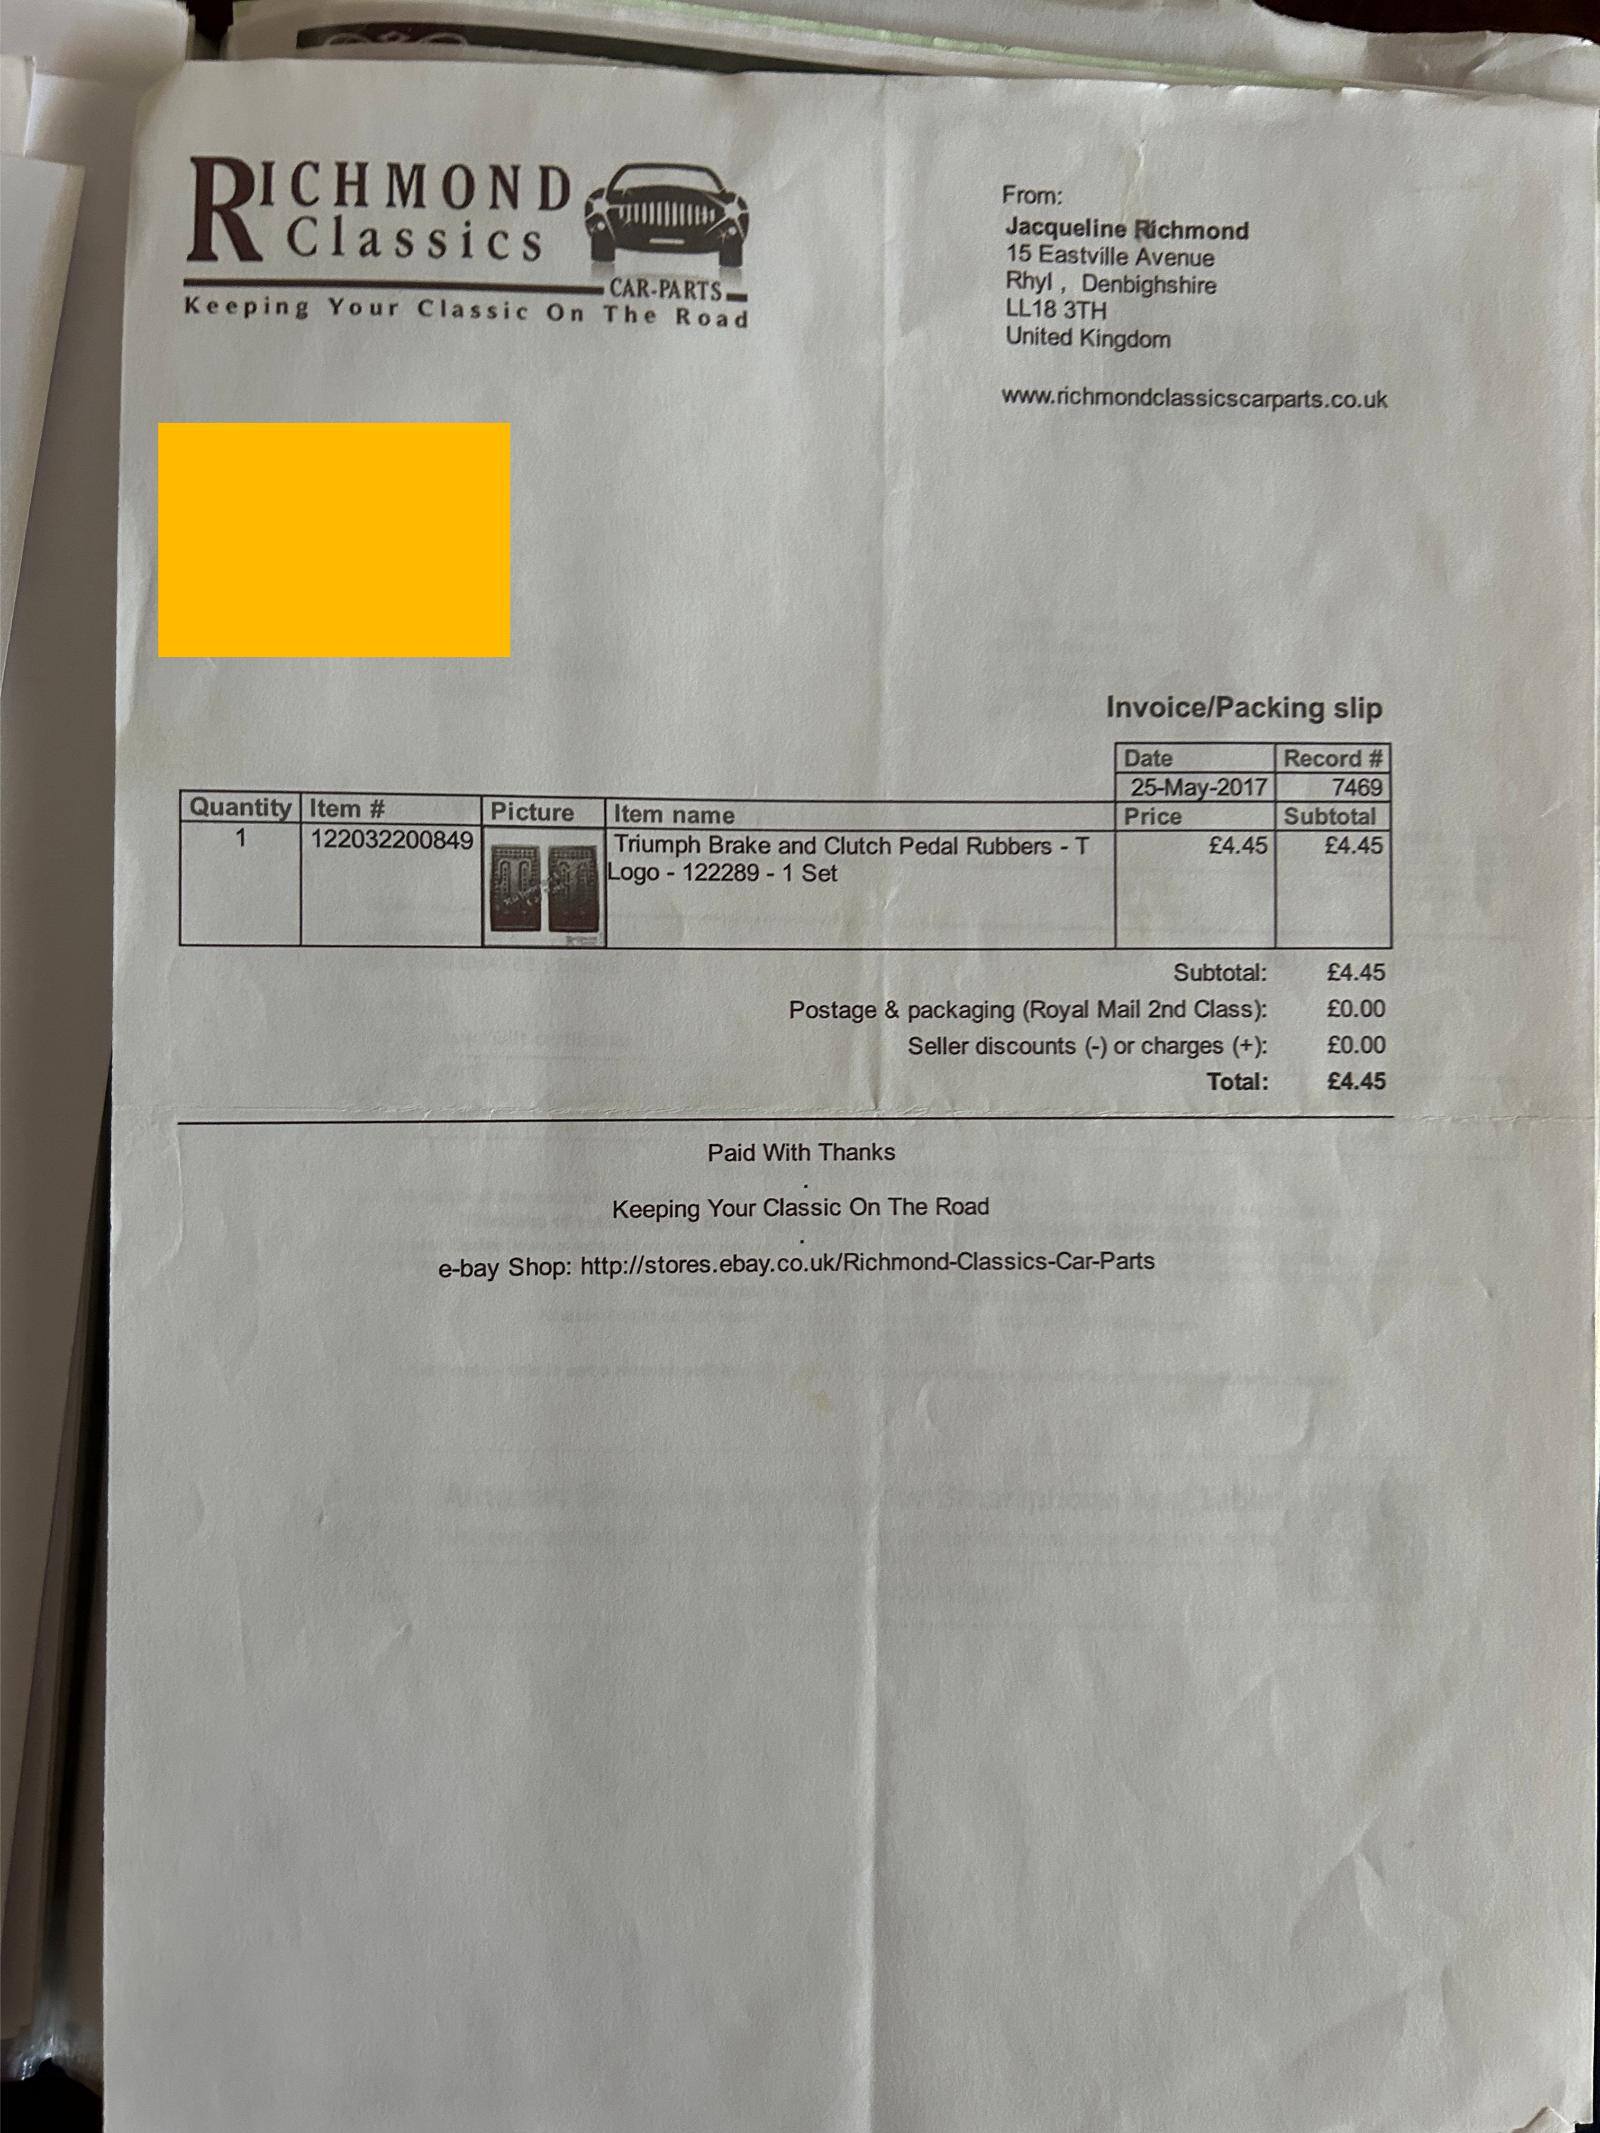 RICHMOND
Classics
CAR-PARTS
Keeping Your Classic On The Road
From:
Jacqueline Richmond
15 Eastville Avenue
Rhyl , Denbighshire
LL18 3TH
United Kingdom
www.richmondclassicscarparts.co.uk
Invoice/Packing slip
Date Record #
25-May-2017 7469
Quantity Item # Picture Item name Price Subtotal
1 122032200849 Triumph Brake and Clutch Pedal Rubbers - T £4.45 £4.45
Logo - 122289 - 1 Set
Subtotal: £4.45
Postage & packaging (Royal Mail 2nd Class): £0.00
Seller discounts (-) or charges (+): £0.00
Total: £4.45
Paid With Thanks
.
Keeping Your Classic On The Road
.
e-bay Shop: http://stores.ebay.co.uk/Richmond-Classics-Car-Parts